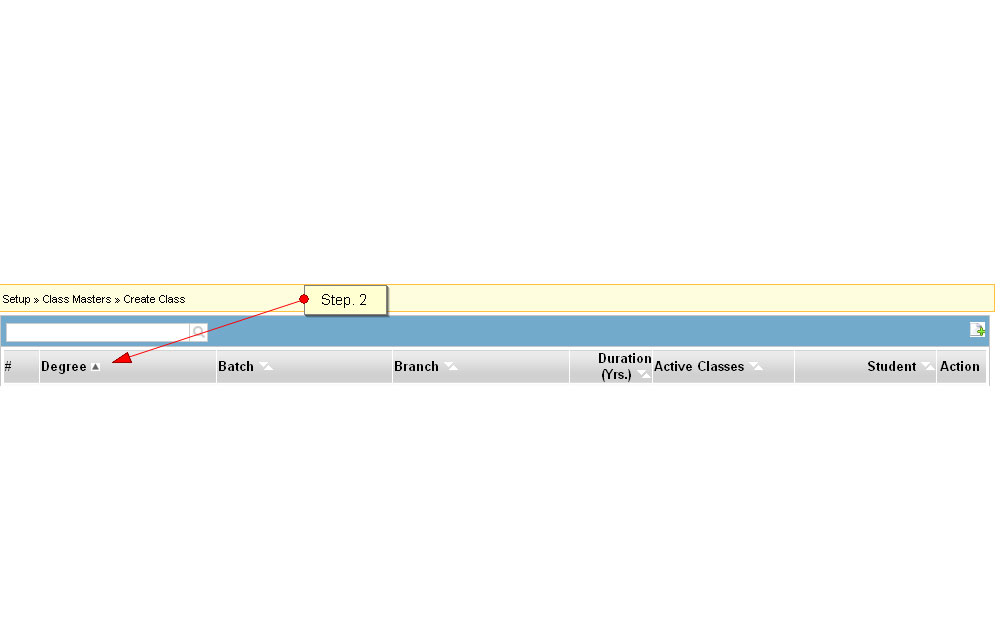 Setup » Class Masters » Create Class
Step. 2
# Degree Batch Branch Duration (Yrs.) Active Classes Student Action